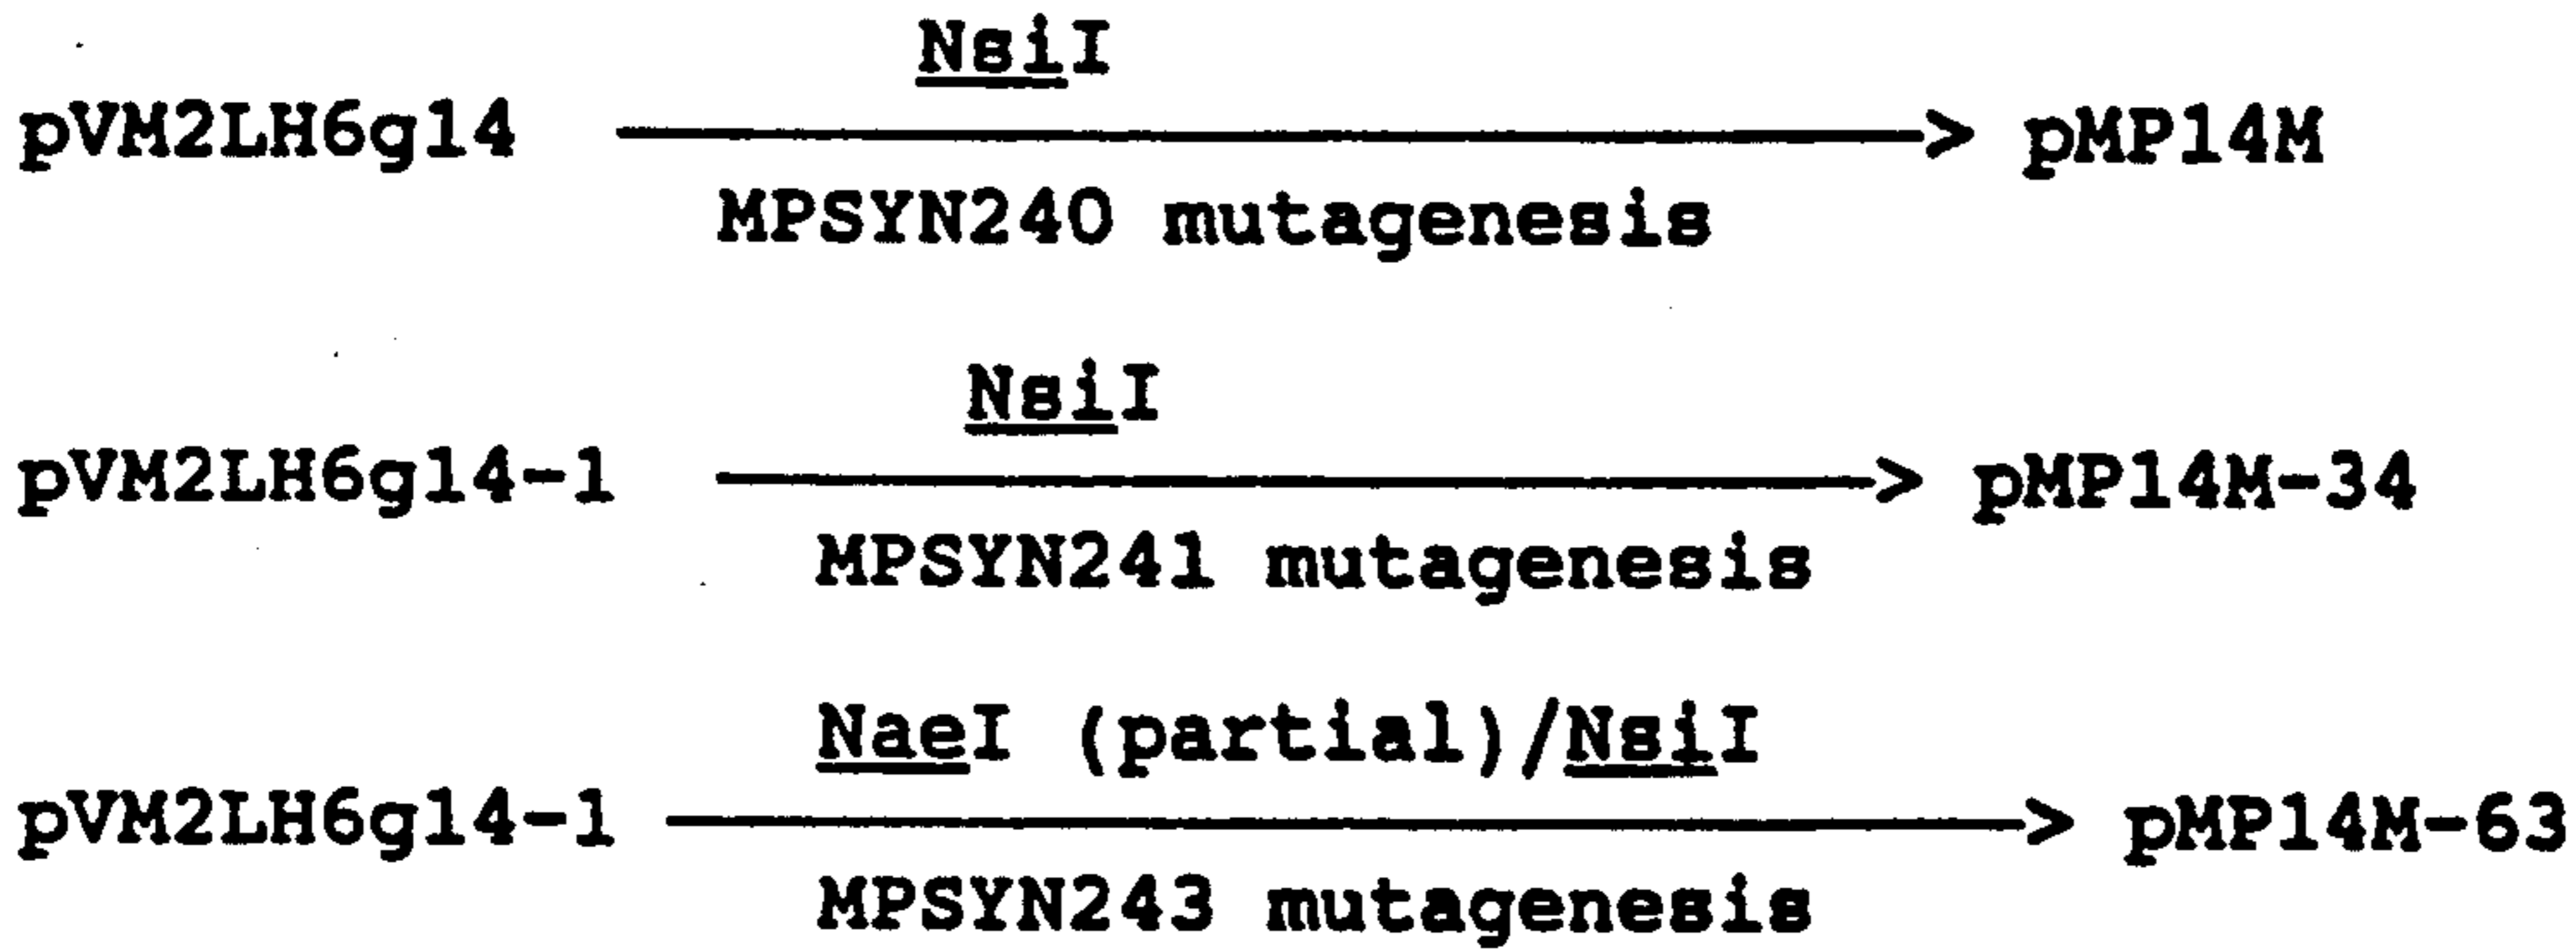 NsiI
pVM2LH6g14 ———> pMP14M
MPSYN240 mutagenesis
NsiI
pVM2LH6g14-1 ———> pMP14M-34
MPSYN241 mutagenesis
NaeI (partial)/NsiI
pVM2LH6g14-1 ———> pMP14M-63
MPSYN243 mutagenesis